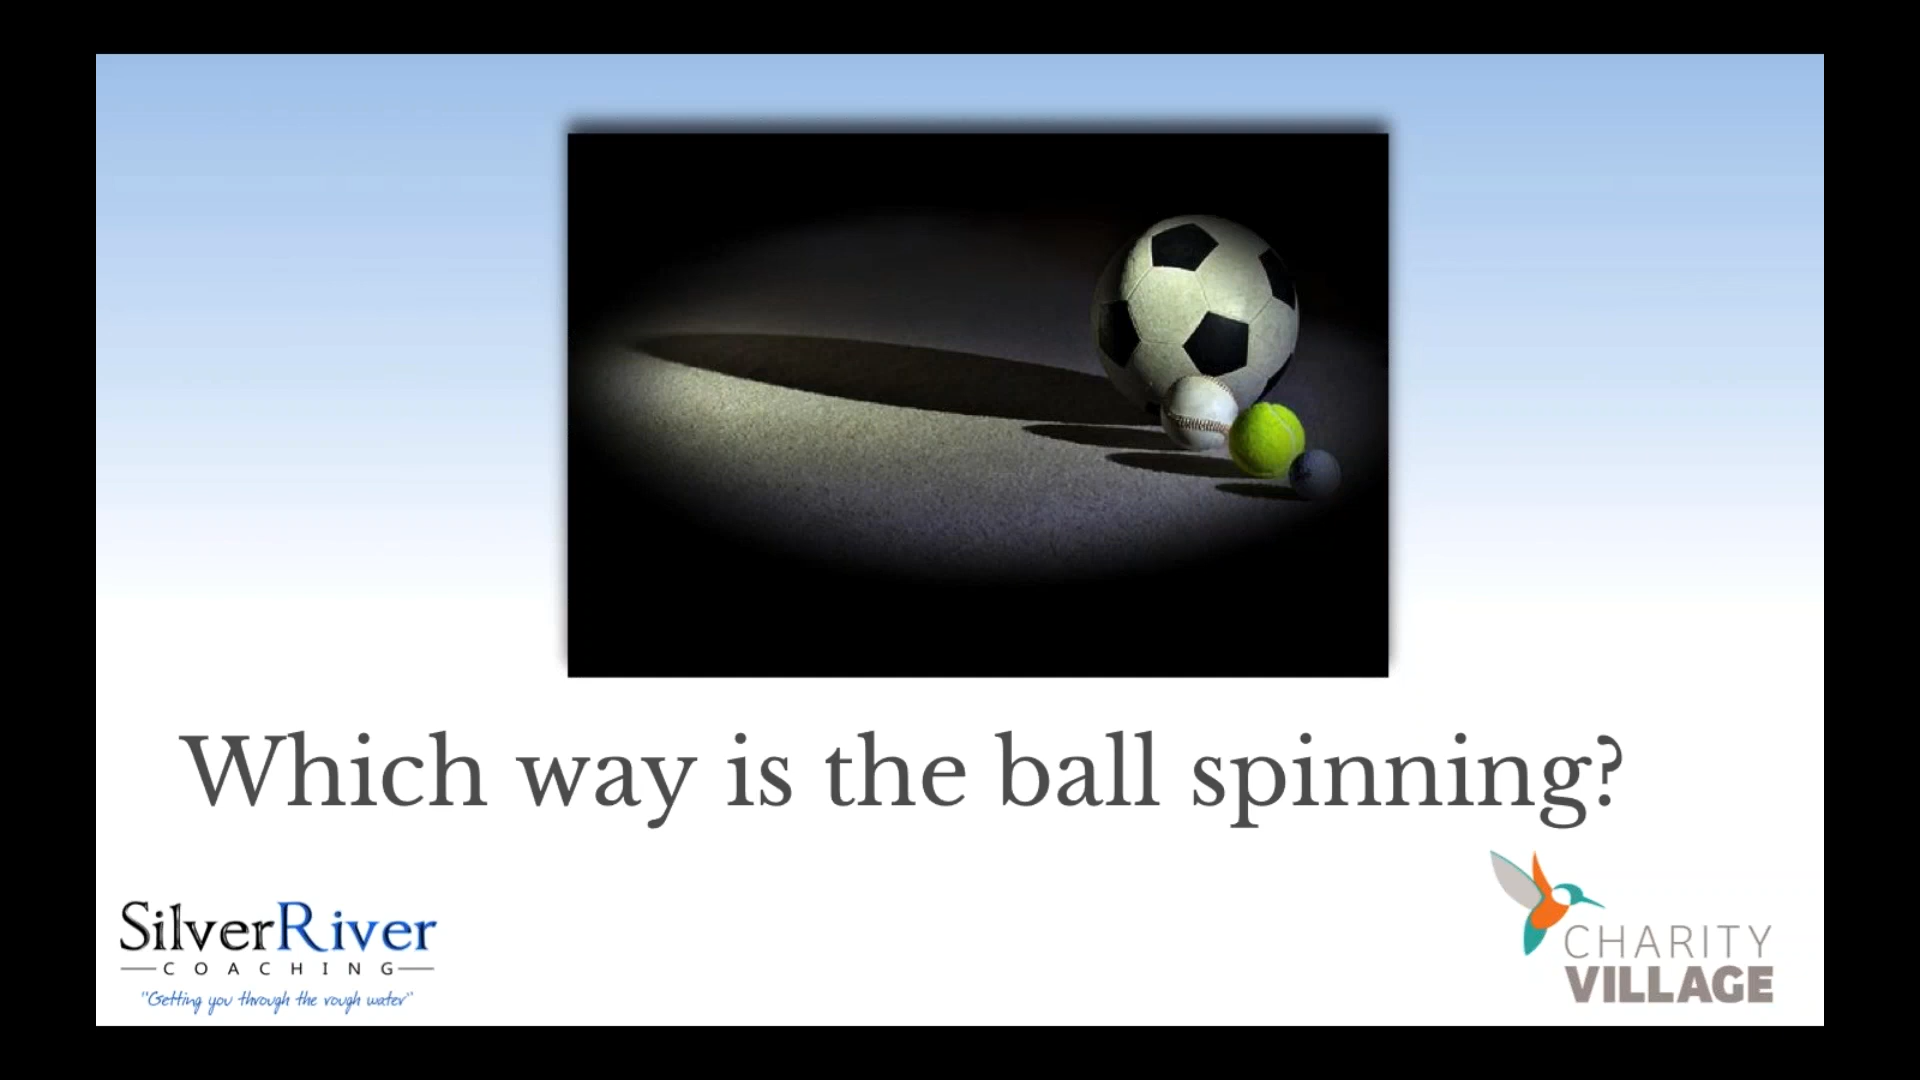 Which way is the ball spinning?
SilverRiver
COACHING
"Getting you through the rough water"
CHARITY
VILLAGE